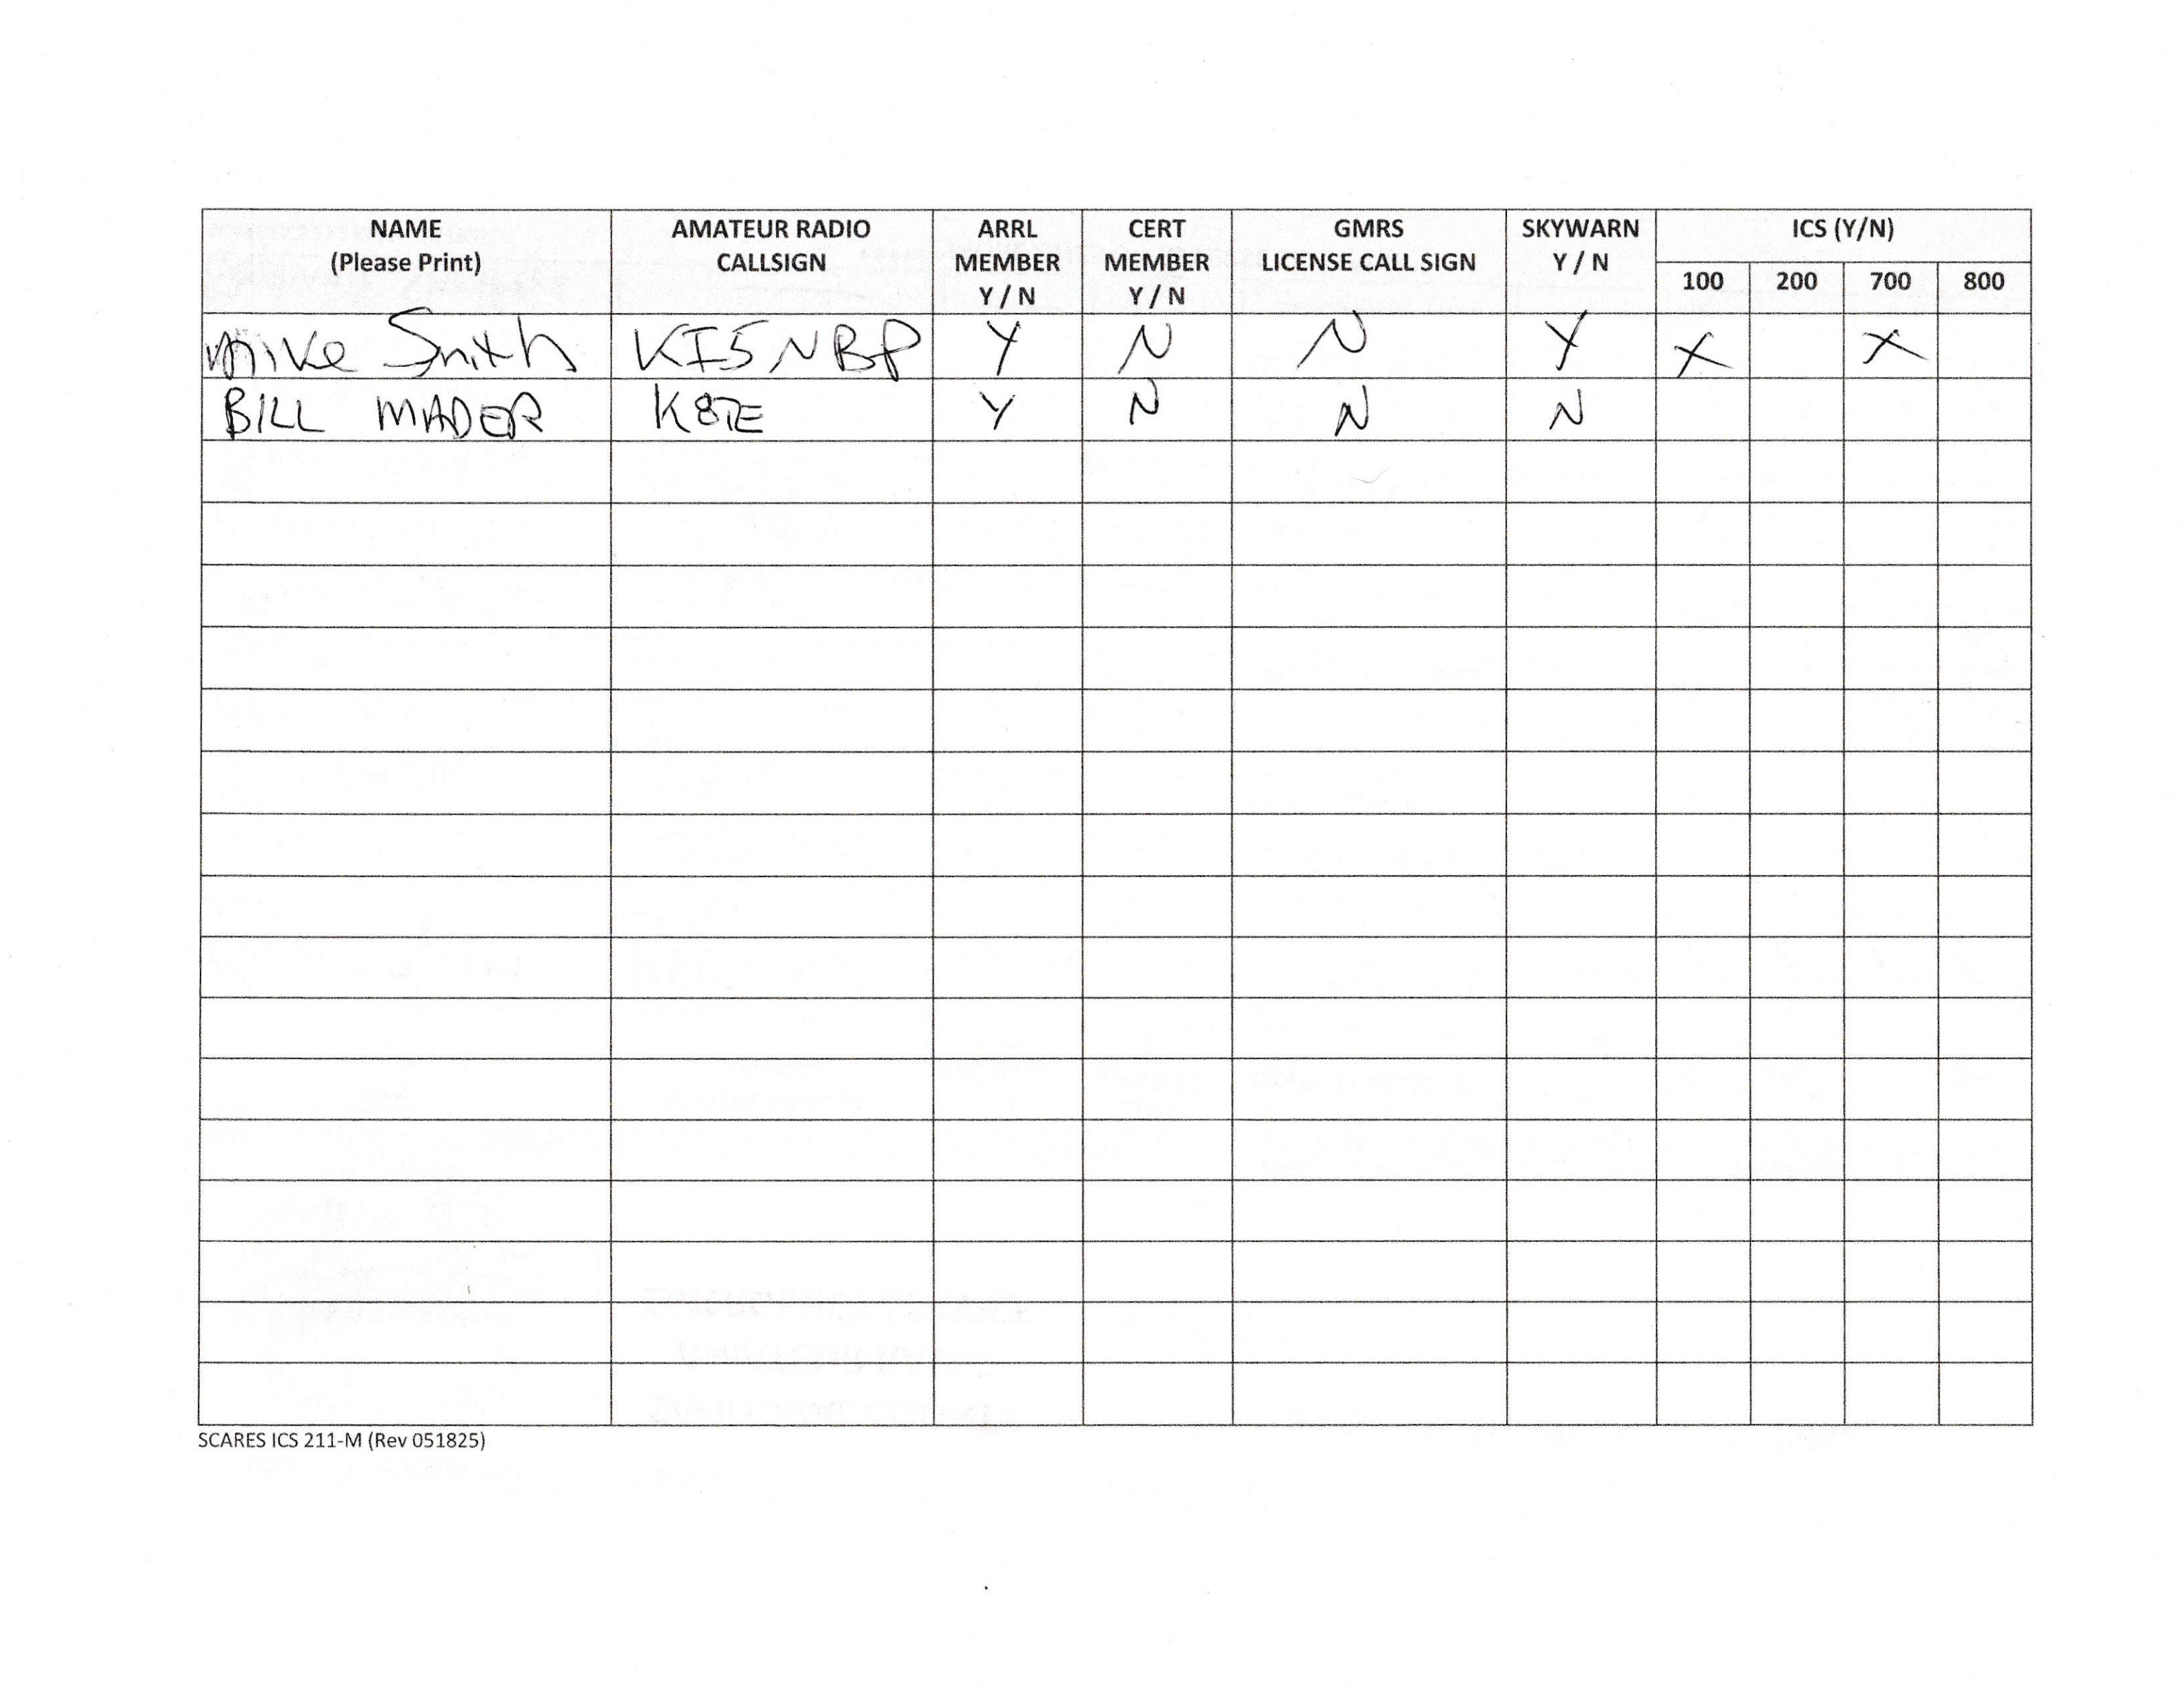 NAME AMATEUR RADIO ARRL CERT GMRS SKYWARN ICS (Y/N)
(Please Print) CALLSIGN MEMBER MEMBER LICENSE CALL SIGN Y / N
Y / N Y / N 100 200 700 800
Mike Smith KI5NBP Y N N Y X X
BILL MADER K8TE Y N N N
SCARES ICS 211-M (Rev 051825)